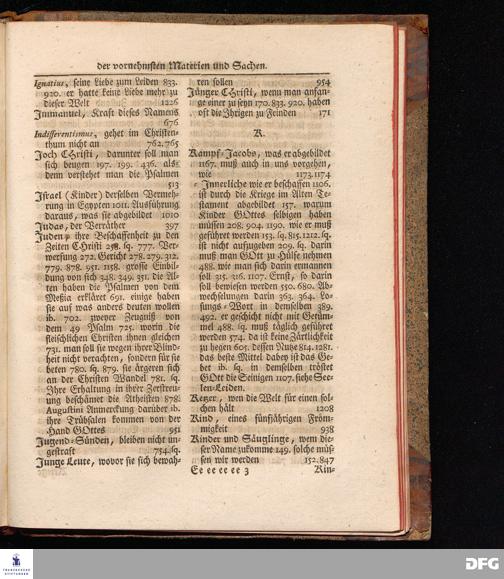 der vornehmsten Materien und Sachen.
Ignatius, seine Liebe zum Leiden 833.
920. er hatte keine Liebe mehr zu
dieser Welt 1226
Immanuel, Kraft dieses Namens
676
Indifferentismus, gehet im Christen-
thum nicht an 762.765
Joch Christi, darunter soll man
sich beugen 197. 199. 436. als-
denn verstehet man die Psalmen
513
Israel (Kinder) derselben Vermeh-
rung in Egypten 1011. Ausführung
daraus, was sie abgebildet 1010
Judas, der Verräther 397
Juden, ihre Beschaffenheit zu den
Zeiten Christi 258. sq. 777. Ver-
werfung 272. Gericht 278. 279. 312.
779. 878. 951. 1158. grosse Einbil-
dung von sich 348. 349. 351. die Al-
ten haben die Psalmen von dem
Meßia erkläret 691. einige haben
sie auf was anders deuten wollen
ib. 702. zweyer Zeugniß von
dem 49 Psalm 725. worin die
fleischlichen Christen ihnen gleichen
731. man soll sie wegen ihrer Blind-
heit nicht verachten, sondern für sie
beten 780. sq. 879. sie ärgeren sich
an der Christen Wandel 781. sq.
Ihre Erhaltung in ihrer Zerstreu-
ung beschämet die Atheisten 878.
Augustini Anmerckung darüber ib.
ihre Trübsalen kommen von der
Hand GOttes 951
Jugend-Sünden, bleiben nicht un-
gestraft 754. sq.
Junge Leute, wovor sie sich bewah-
ren sollen 954
Jünger CHristi, wenn man anfan-
ge einer zu seyn 170. 833. 920. haben
oft die Ihrigen zu Feinden 171
K.
Kampf-Jacobs, was er abgebildet
1167. muß auch in uns vorgehen,
wie 1173.1174
- Innerliche wie er beschaffen 1106.
ist durch die Kriege im Alten Te-
stament abgebildet 157. warum
Kinder GOttes selbigen haben
müssen 208. 904. 1190. wie er muß
geführet werden 153. sq. 815. 1212. sq.
ist nicht aufzugeben 209. sq. darin
muß man GOtt zu Hülfe nehmen
488. wie man sich darin ermannen
soll 315. 316. 1107. Ernst, so darin
soll bewiesen werden 550. 680. Ab-
wechselungen darin 363. 364. Lo-
sungs-Wort in demselben 389.
492. er geschicht nicht mit Getüm-
mel 488. sq. muß täglich geführet
werden 574. da ist keine Zärtlichkeit
zu hegen 605. dessen Nutze 814. 1281.
das beste Mittel dabey ist das Ge-
bet ib. sq. in demselben tröstet
GOtt die Seinigen 1107. siehe See-
len-Leiden.
Ketzer, wen die Welt für einen sol-
chen hält 1208
Kind, eines fünfjährigen Fröm-
migkeit 938
Kinder und Säuglinge, wem die-
ser Name zukomme 149. solche müs-
sen wir werden 152.847
Ee ee ee ee 3 Kin-
FRANCKESCHE
STIFTUNGEN
DFG